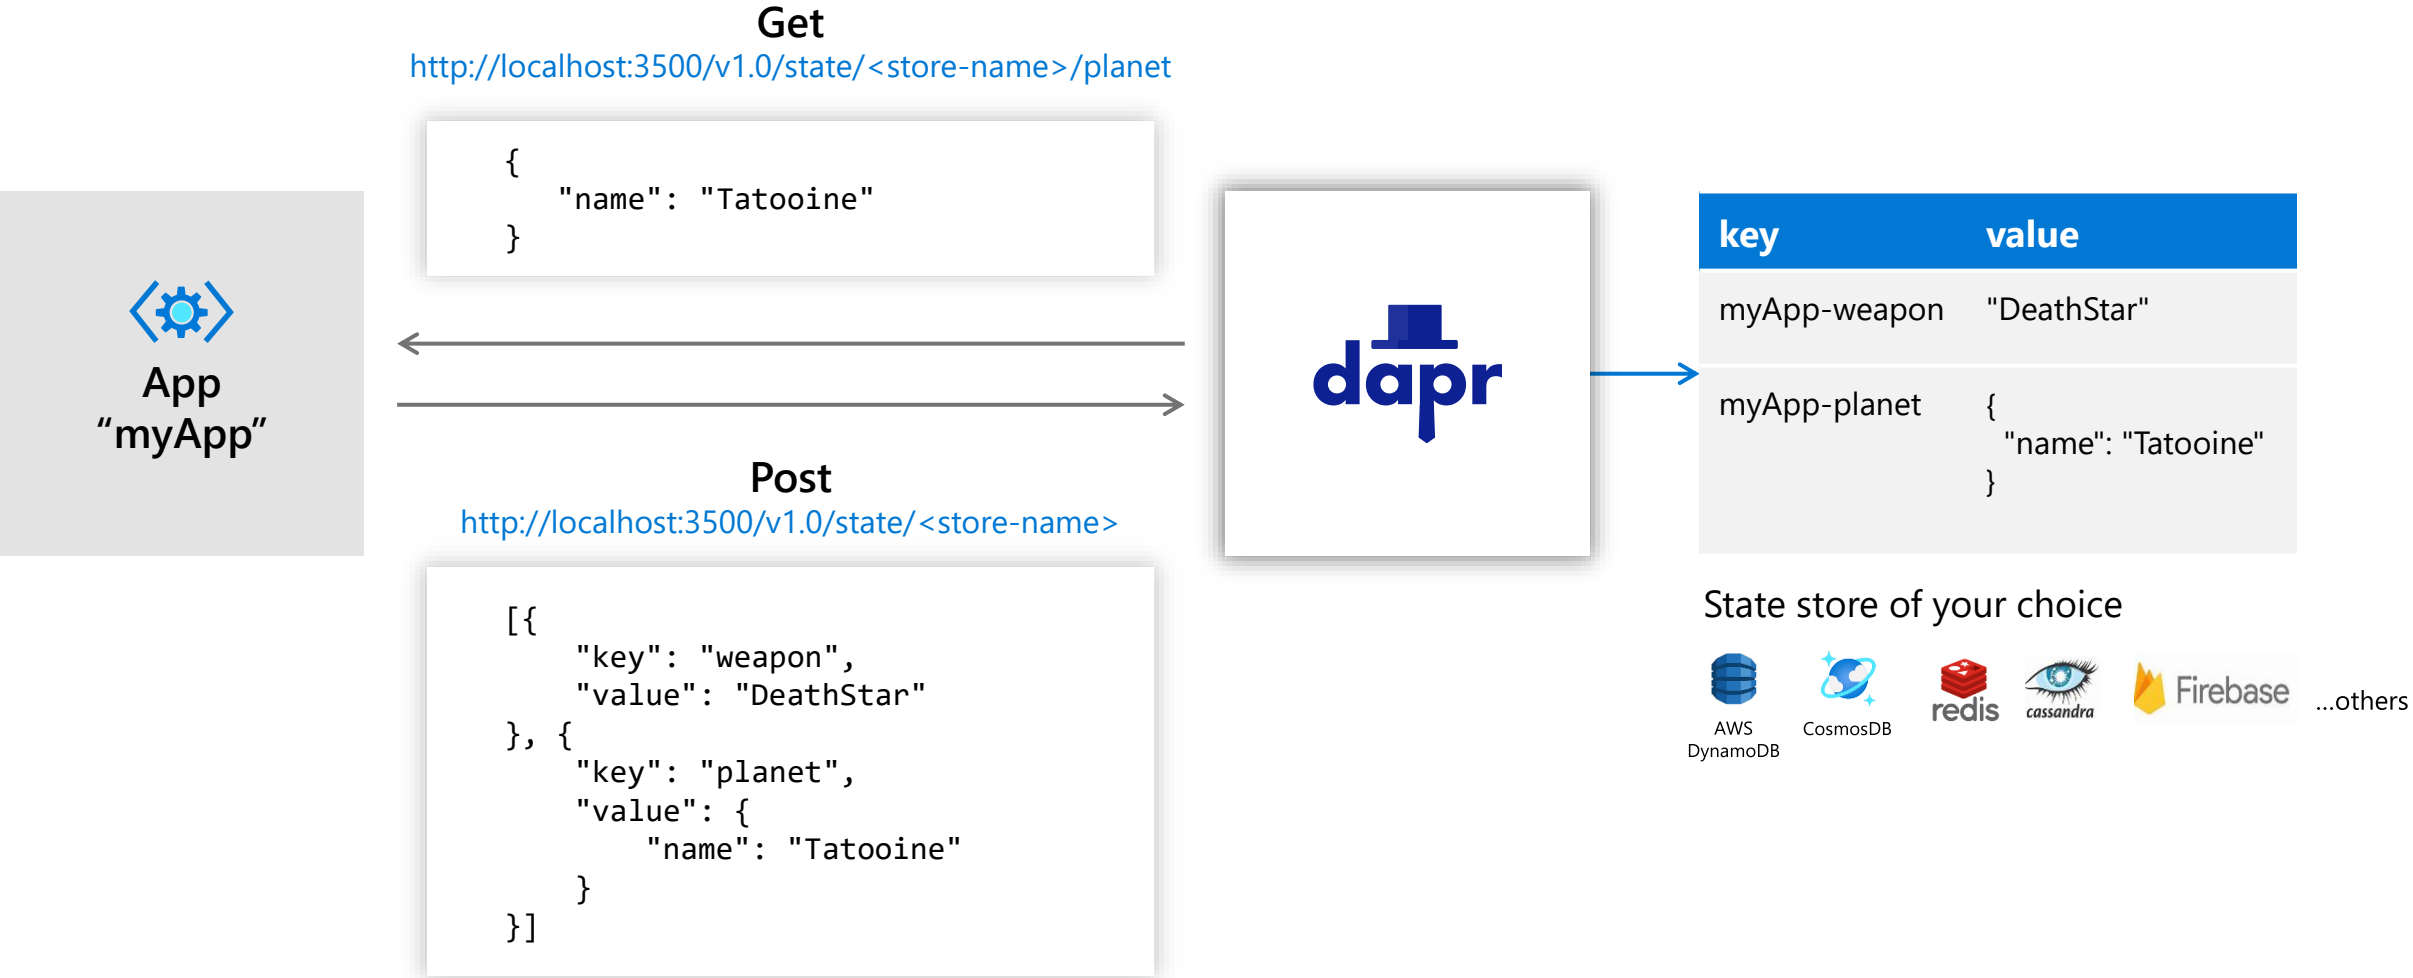 Get
http://localhost:3500/v1.0/state/<store-name>/planet
{
"name": "Tatooine"
}
App
“myApp”
dapr
Post
http://localhost:3500/v1.0/state/<store-name>
[{
"key": "weapon",
"value": "DeathStar"
}, {
"key": "planet",
"value": {
"name": "Tatooine"
}
}]
key value
myApp-weapon "DeathStar"
myApp-planet {
"name": "Tatooine"
}
State store of your choice
AWS
DynamoDB
CosmosDB
redis
cassandra
Firebase
...others